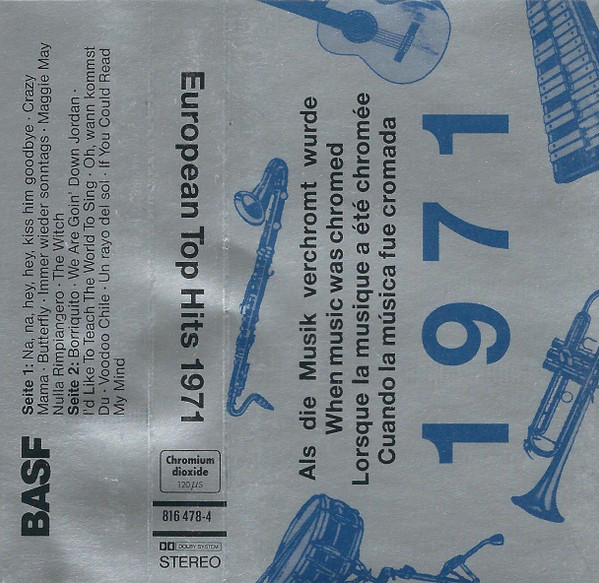 BASF
Seite 1: Na, na, hey, hey, kiss him goodbye · Crazy
Mama · Butterfly · Immer wieder sonntags · Maggie May
Nulla Rimpiangero · The Witch
Seite 2: Borriquito · We Are Goin' Down Jordan ·
I'd Like To Teach The World To Sing · Oh, wann kommst
Du · Voodoo Chile · Un rayo del sol · If You Could Read
My Mind
STEREO
DOLBY SYSTEM
816 478-4
Chromium
dioxide
120 µS
European Top Hits 1971
Als die Musik verchromt wurde
When music was chromed
Lorsque la musique a été chromée
Cuando la música fue cromada
1971